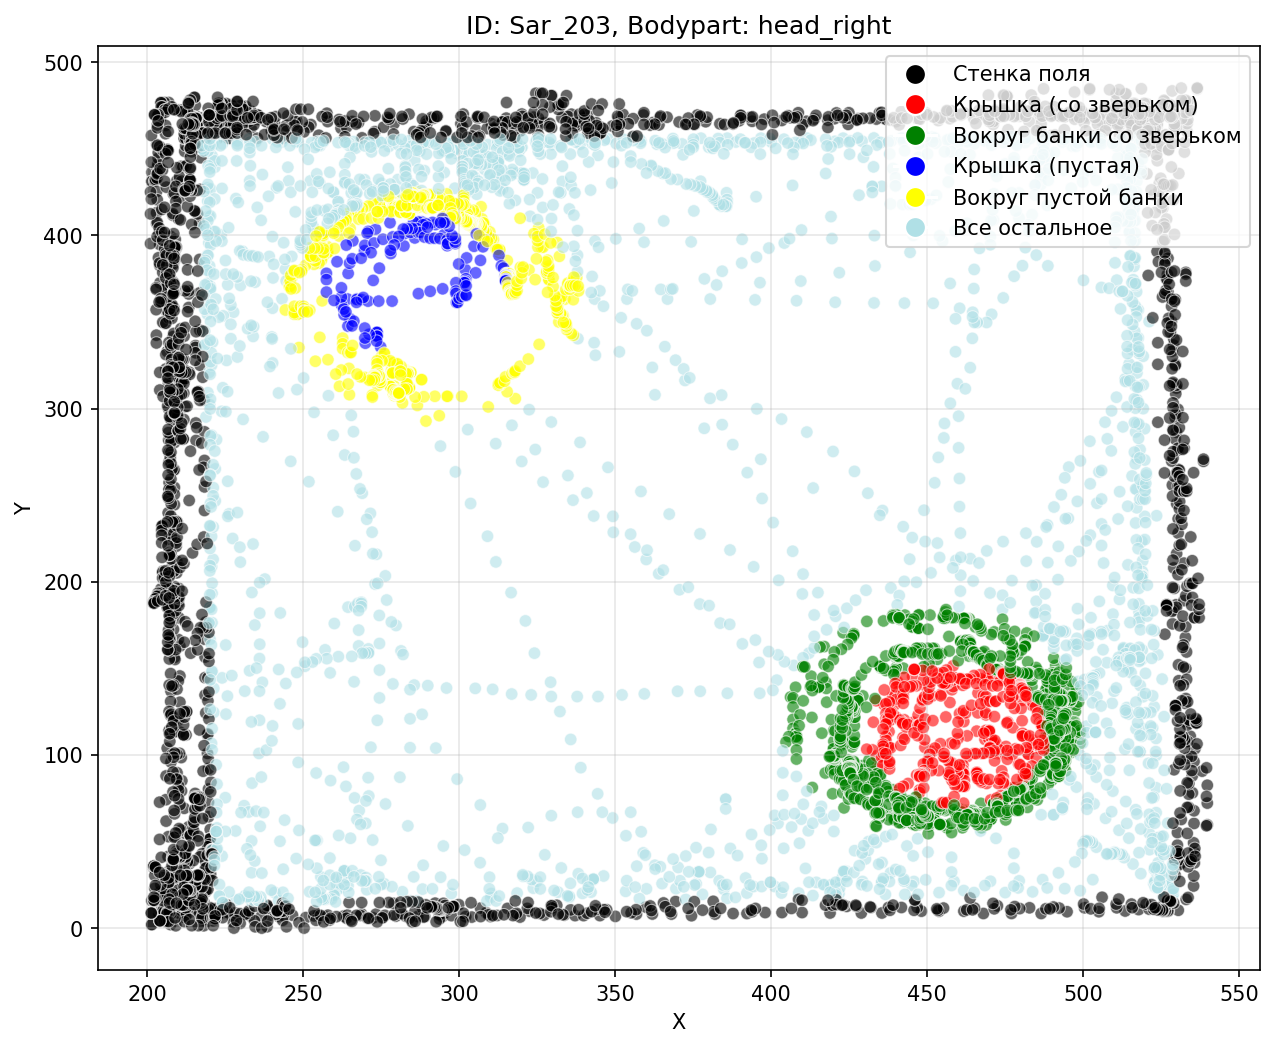 ID: Sar_203, Bodypart: head_right
Стенка поля
Крышка (со зверьком)
Вокруг банки со зверьком
Крышка (пустая)
Вокруг пустой банки
Все остальное
500
400
300
200
100
0
Y
200 250 300 350 400 450 500 550
X